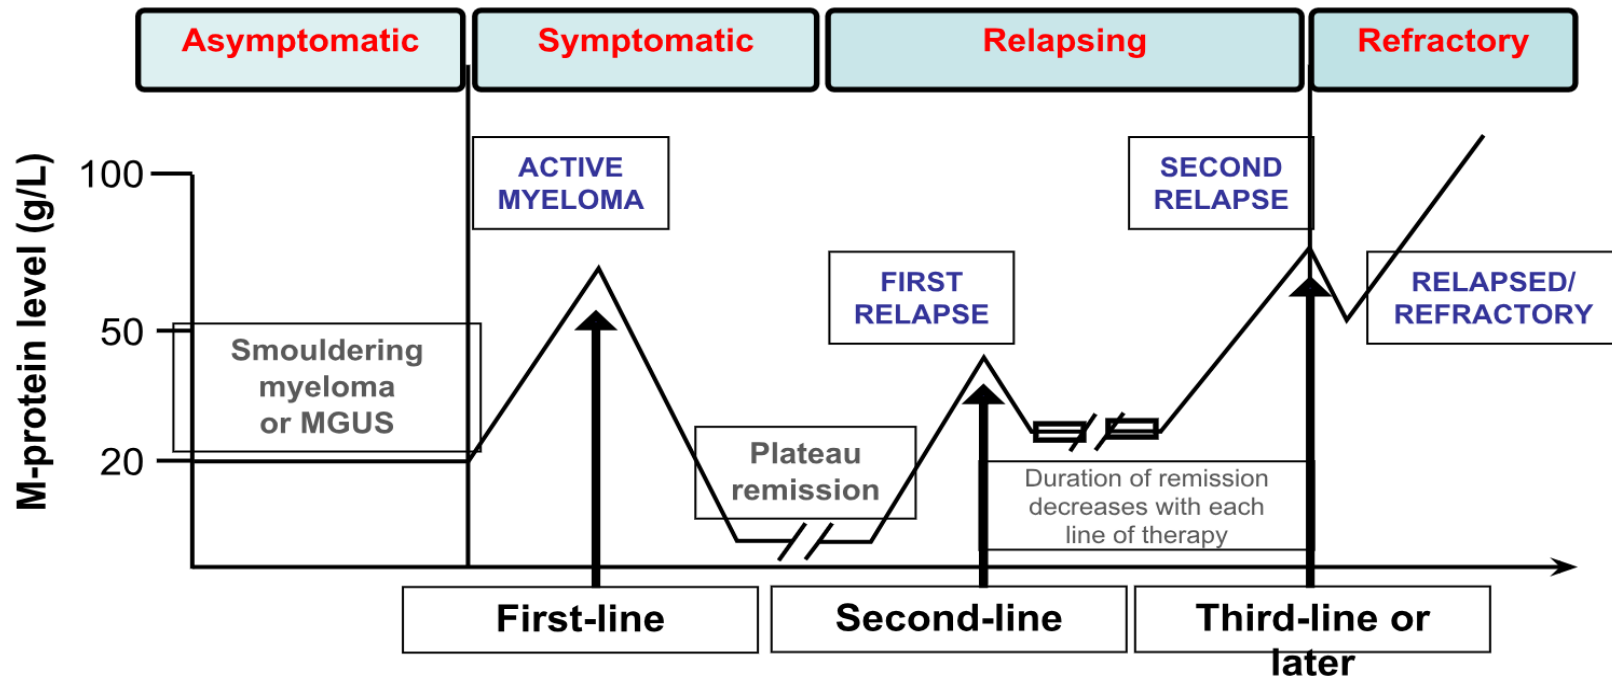 Asymptomatic
Symptomatic
Relapsing
Refractory
M-protein level (g/L)
100
50
20
ACTIVE
MYELOMA
SECOND
RELAPSE
FIRST
RELAPSE
RELAPSED/
REFRACTORY
Smouldering
myeloma
or MGUS
Plateau
remission
Duration of remission
decreases with each
line of therapy
First-line
Second-line
Third-line or
later